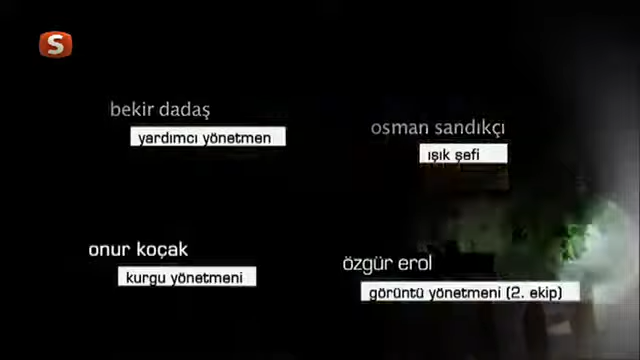 S
bekir dadaş
yardımcı yönetmen
osman sandıkçı
ışık şefi
onur koçak
kurgu yönetmeni
özgür erol
görüntü yönetmeni (2. ekip)